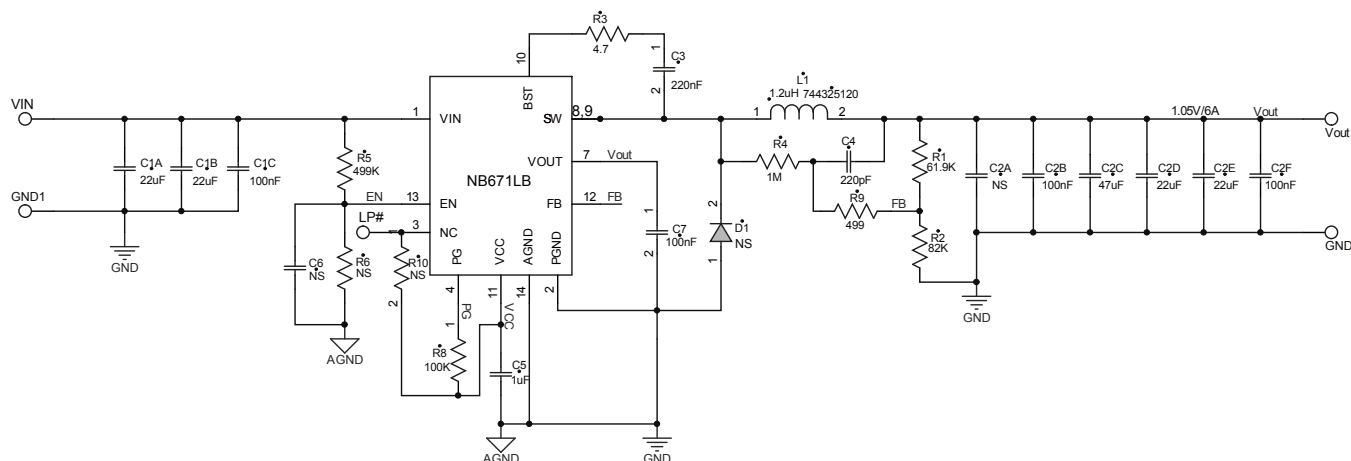 R3
4.7
10
1
C3
220nF
2
BST
L1
1.2uH 744325120
VIN
1
VIN
SW
8,9
1
2
1.05V/6A
Vout
Vout
C1A
22uF
C1B
22uF
C1C
100nF
R5
499K
VOUT
7
Vout
R4
1M
C4
220pF
R1
61.9K
C2A
NS
C2B
100nF
C2C
47uF
C2D
22uF
C2E
22uF
C2F
100nF
NB671LB
GND1
EN
13
EN
FB
12
FB
2
R9
499
FB
LP#
3
NC
1
C7
100nF
2
D1
NS
1
R2
82K
GND
GND
C6
NS
R6
NS
1
R10
NS
2
PG
VCC
AGND
PGND
4
11
14
2
PG
VCC
1
GND
AGND
R8
100K
C5
1uF
AGND
GND